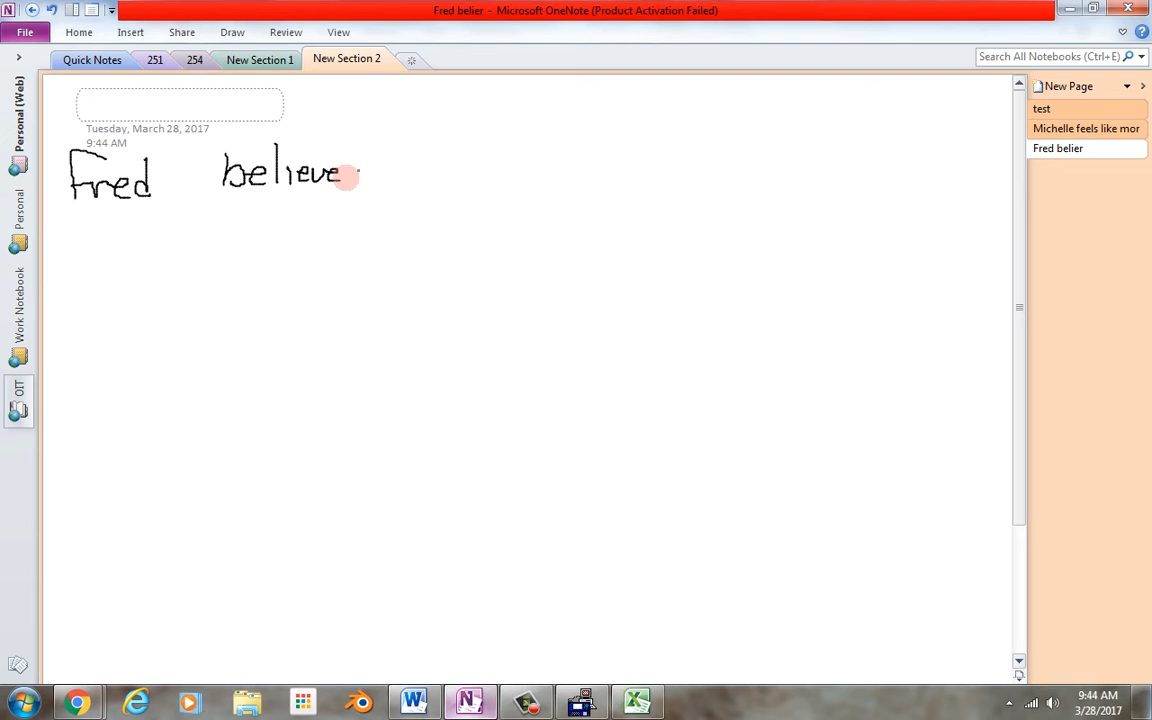 Fred belier - Microsoft OneNote (Product Activation Failed)
File Home Insert Share Draw Review View
Quick Notes 251 254 New Section 1 New Section 2
Search All Notebooks (Ctrl+E)
New Page
test
Michelle feels like mor
Fred belier
Personal (Web)
Personal
Work Notebook
OIT
Tuesday, March 28, 2017
9:44 AM
Fred believe
9:44 AM
3/28/2017